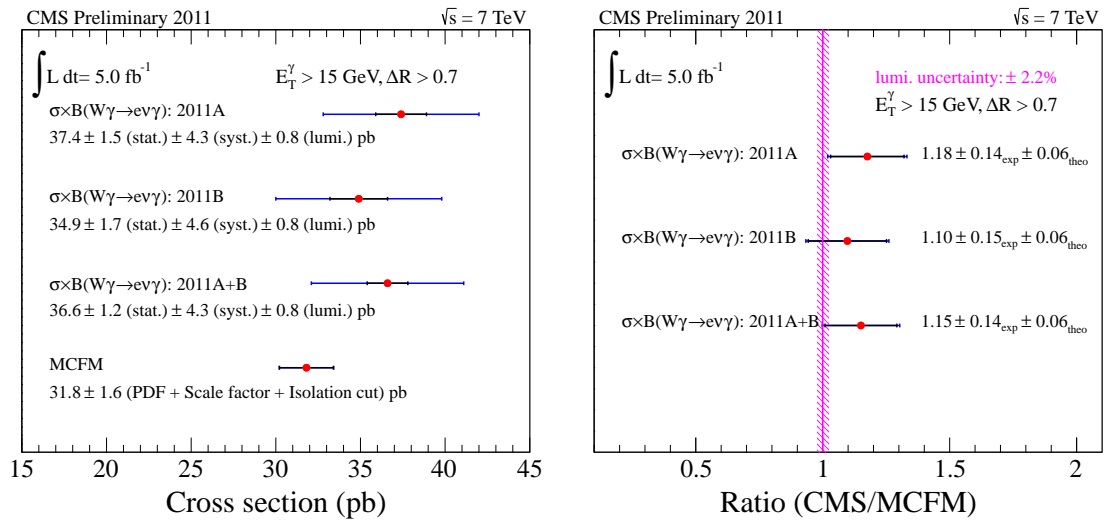 CMS Preliminary 2011
√s = 7 TeV
∫L dt= 5.0 fb⁻¹
E_T^γ > 15 GeV, ΔR > 0.7
σ×B(Wγ→eνγ): 2011A
37.4 ± 1.5 (stat.) ± 4.3 (syst.) ± 0.8 (lumi.) pb
σ×B(Wγ→eνγ): 2011B
34.9 ± 1.7 (stat.) ± 4.6 (syst.) ± 0.8 (lumi.) pb
σ×B(Wγ→eνγ): 2011A+B
36.6 ± 1.2 (stat.) ± 4.3 (syst.) ± 0.8 (lumi.) pb
MCFM
31.8 ± 1.6 (PDF + Scale factor + Isolation cut) pb
15 20 25 30 35 40 45
Cross section (pb)
CMS Preliminary 2011
√s = 7 TeV
∫L dt= 5.0 fb⁻¹
lumi. uncertainty: ± 2.2%
E_T^γ > 15 GeV, ΔR > 0.7
σ×B(Wγ→eνγ): 2011A 1.18 ± 0.14_exp ± 0.06_theo
σ×B(Wγ→eνγ): 2011B 1.10 ± 0.15_exp ± 0.06_theo
σ×B(Wγ→eνγ): 2011A+B 1.15 ± 0.14_exp ± 0.06_theo
0.5 1 1.5 2
Ratio (CMS/MCFM)